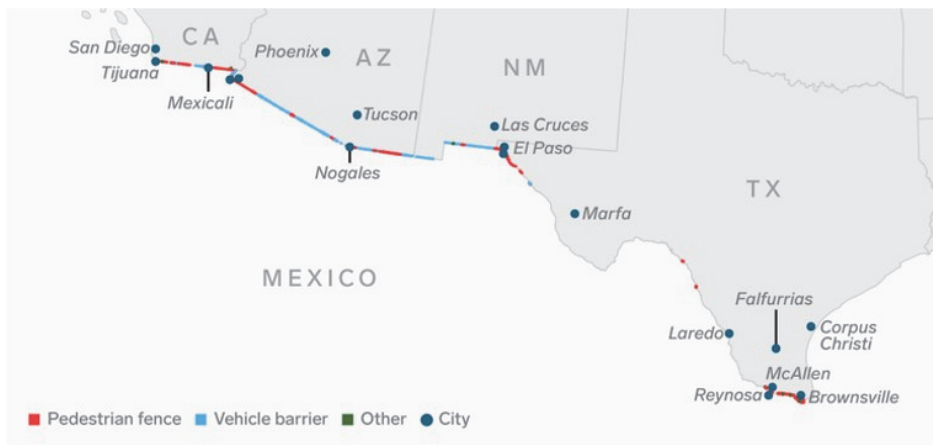 CA
San Diego
Phoenix
AZ
NM
Tijuana
Mexicali
Tucson
Las Cruces
El Paso
Nogales
TX
Marfa
MEXICO
Falfurrias
Laredo
Corpus
Christi
McAllen
Reynosa
Brownsville
Pedestrian fence
Vehicle barrier
Other
City